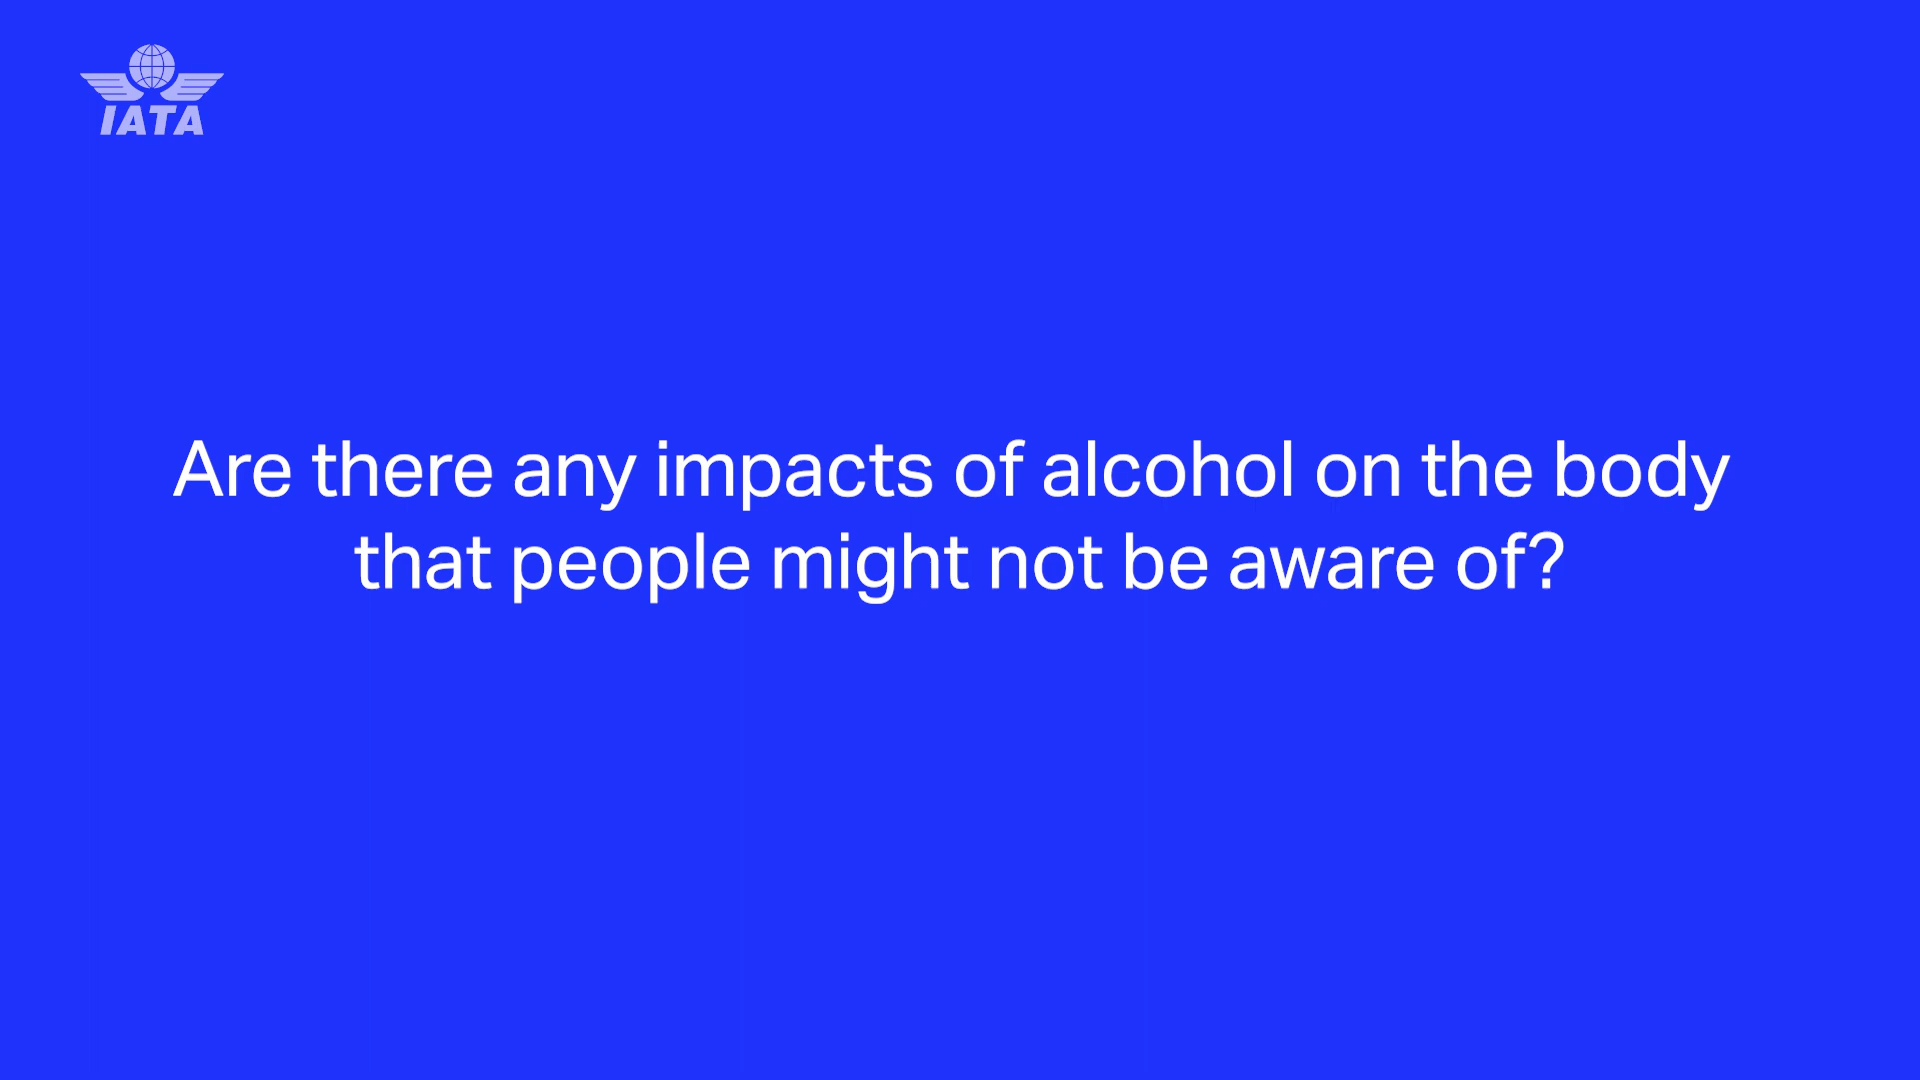 IATA
Are there any impacts of alcohol on the body
that people might not be aware of?